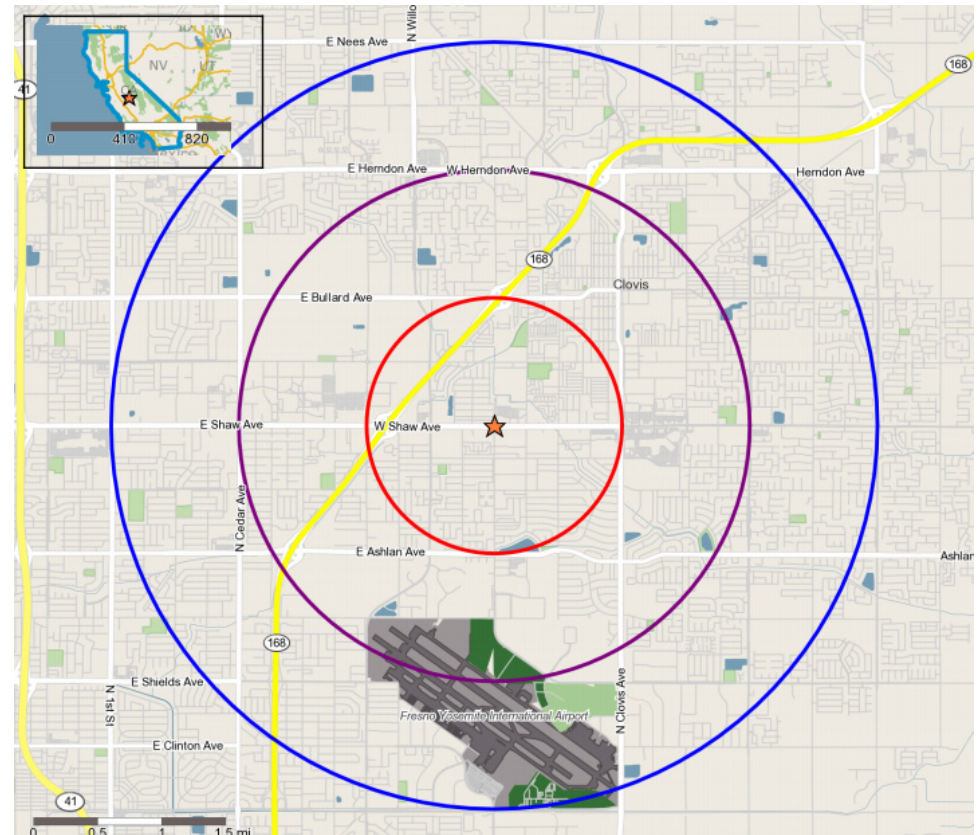 N Willo
E Nees Ave
168
41
NV
UT
0
410
820
E Herndon Ave
W Herndon Ave
Herndon Ave
168
Clovis
E Bullard Ave
E Shaw Ave
W Shaw Ave
N Cedar Ave
E Ashlan Ave
Ashlan
168
E Shields Ave
N 1st St
N Clovis Ave
Fresno Yosemite International Airport
E Clinton Ave
41
0
0.5
1
1.5 mi